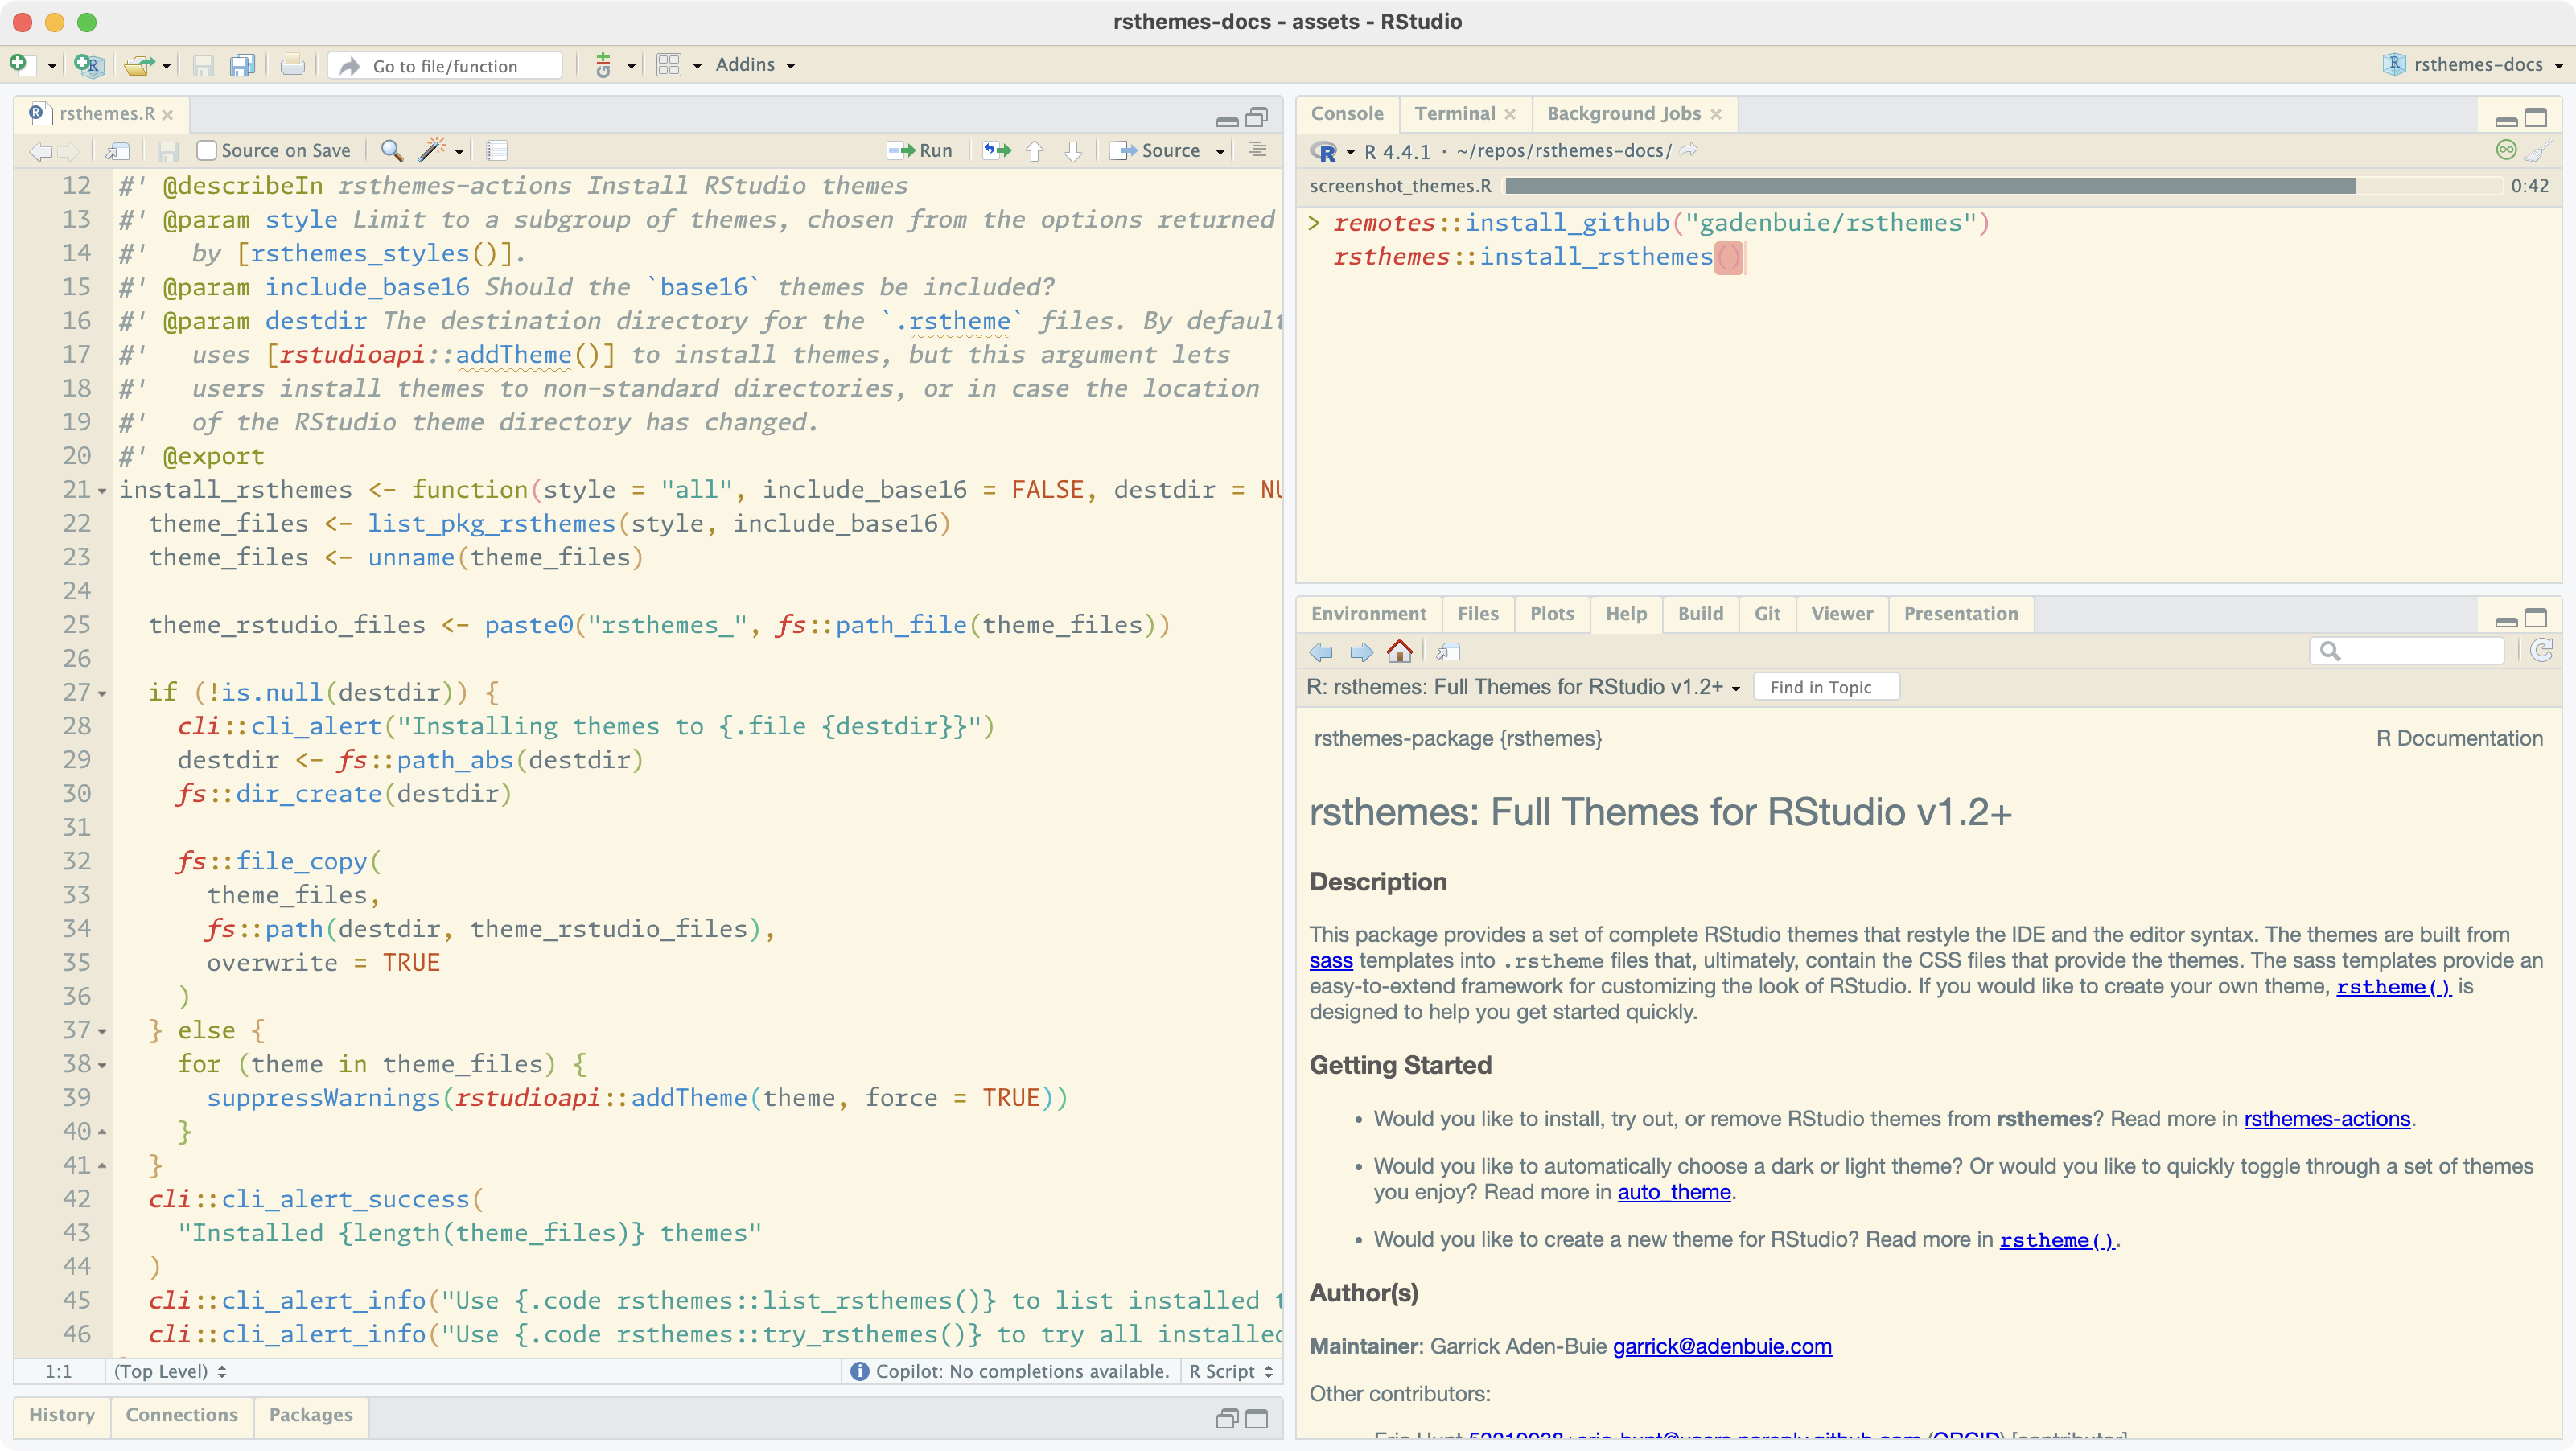 rsthemes-docs - assets - RStudio
Go to file/function
Addins
rsthemes-docs
rsthemes.R
Source on Save
Run
Source
12 #' @describeIn rsthemes-actions Install RStudio themes
13 #' @param style Limit to a subgroup of themes, chosen from the options returned
14 #'   by [rsthemes_styles()].
15 #' @param include_base16 Should the `base16` themes be included?
16 #' @param destdir The destination directory for the `.rstheme` files. By default
17 #'   uses [rstudioapi::addTheme()] to install themes, but this argument lets
18 #'   users install themes to non-standard directories, or in case the location
19 #'   of the RStudio theme directory has changed.
20 #' @export
21 install_rsthemes <- function(style = "all", include_base16 = FALSE, destdir = NU
22   theme_files <- list_pkg_rsthemes(style, include_base16)
23   theme_files <- unname(theme_files)
24
25   theme_rstudio_files <- paste0("rsthemes_", fs::path_file(theme_files))
26
27   if (!is.null(destdir)) {
28     cli::cli_alert("Installing themes to {.file {destdir}}")
29     destdir <- fs::path_abs(destdir)
30     fs::dir_create(destdir)
31
32     fs::file_copy(
33       theme_files,
34       fs::path(destdir, theme_rstudio_files),
35       overwrite = TRUE
36     )
37   } else {
38     for (theme in theme_files) {
39       suppressWarnings(rstudioapi::addTheme(theme, force = TRUE))
40     }
41   }
42   cli::cli_alert_success(
43     "Installed {length(theme_files)} themes"
44   )
45   cli::cli_alert_info("Use {.code rsthemes::list_rsthemes()} to list installed t
46   cli::cli_alert_info("Use {.code rsthemes::try_rsthemes()} to try all installed
1:1
(Top Level)
Copilot: No completions available.
R Script
History
Connections
Packages
Console
Terminal
Background Jobs
R 4.4.1 · ~/repos/rsthemes-docs/
screenshot_themes.R
0:42
> remotes::install_github("gadenbuie/rsthemes")
rsthemes::install_rsthemes()
Environment
Files
Plots
Help
Build
Git
Viewer
Presentation
R: rsthemes: Full Themes for RStudio v1.2+
Find in Topic
rsthemes-package {rsthemes}
R Documentation
rsthemes: Full Themes for RStudio v1.2+
Description
This package provides a set of complete RStudio themes that restyle the IDE and the editor syntax. The themes are built from
sass templates into .rstheme files that, ultimately, contain the CSS files that provide the themes. The sass templates provide an
easy-to-extend framework for customizing the look of RStudio. If you would like to create your own theme, rstheme() is
designed to help you get started quickly.
Getting Started
• Would you like to install, try out, or remove RStudio themes from rsthemes? Read more in rsthemes-actions.
• Would you like to automatically choose a dark or light theme? Or would you like to quickly toggle through a set of themes
you enjoy? Read more in auto_theme.
• Would you like to create a new theme for RStudio? Read more in rstheme().
Author(s)
Maintainer: Garrick Aden-Buie garrick@adenbuie.com
Other contributors: